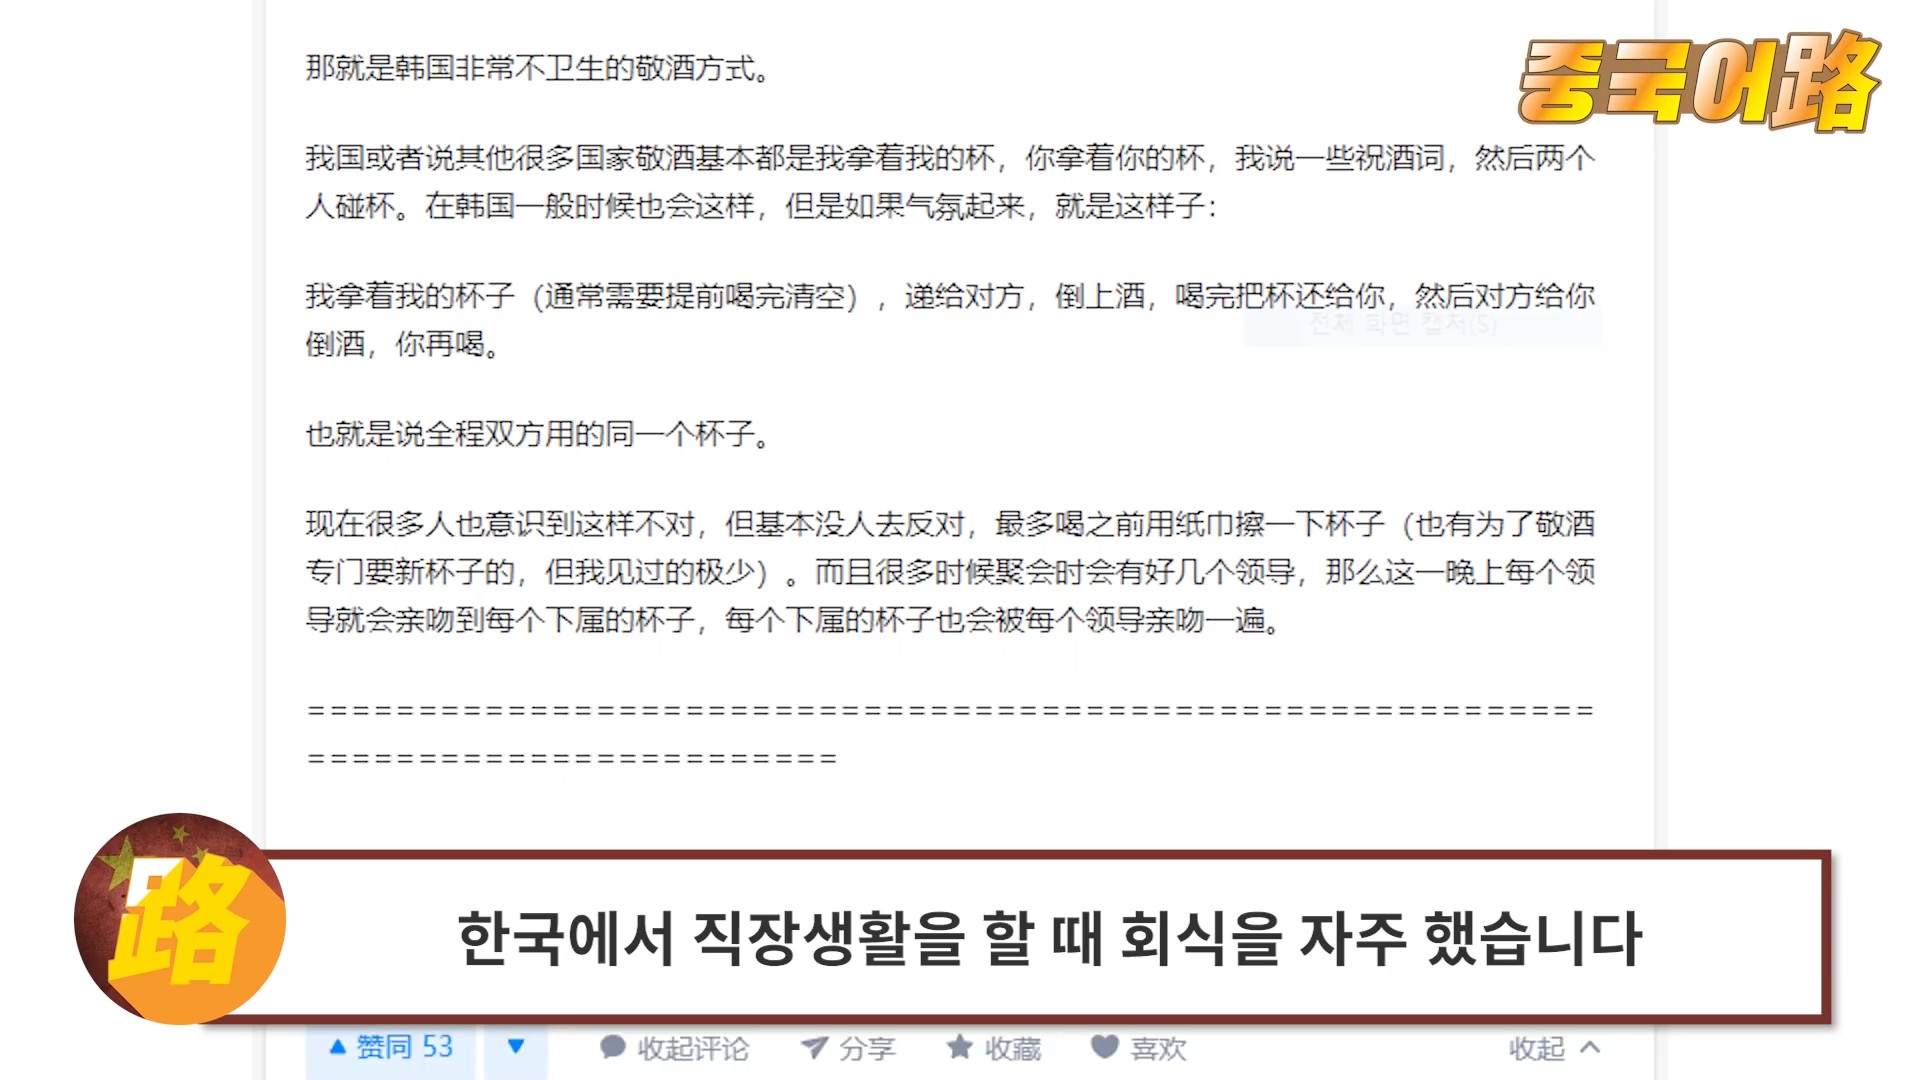 那就是韩国非常不卫生的敬酒方式。
중국어路
我国或者说其他很多国家敬酒基本都是我拿着我的杯，你拿着你的杯，我说一些祝酒词，然后两个
人碰杯。在韩国一般时候也会这样，但是如果气氛起来，就是这样子：
我拿着我的杯子（通常需要提前喝完清空），递给对方，倒上酒，喝完把杯还给你，然后对方给你
전체 화면 캡처(S)
倒酒，你再喝。
也就是说全程双方用的同一个杯子。
现在很多人也意识到这样不对，但基本没人去反对，最多喝之前用纸巾擦一下杯子（也有为了敬酒
专门要新杯子的，但我见过的极少）。而且很多时候聚会时会有好几个领导，那么这一晚上每个领
导就会亲吻到每个下属的杯子，每个下属的杯子也会被每个领导亲吻一遍。
==========================================================
========================
路
한국에서 직장생활을 할 때 회식을 자주 했습니다
赞同 53
收起评论
分享
收藏
喜欢
收起